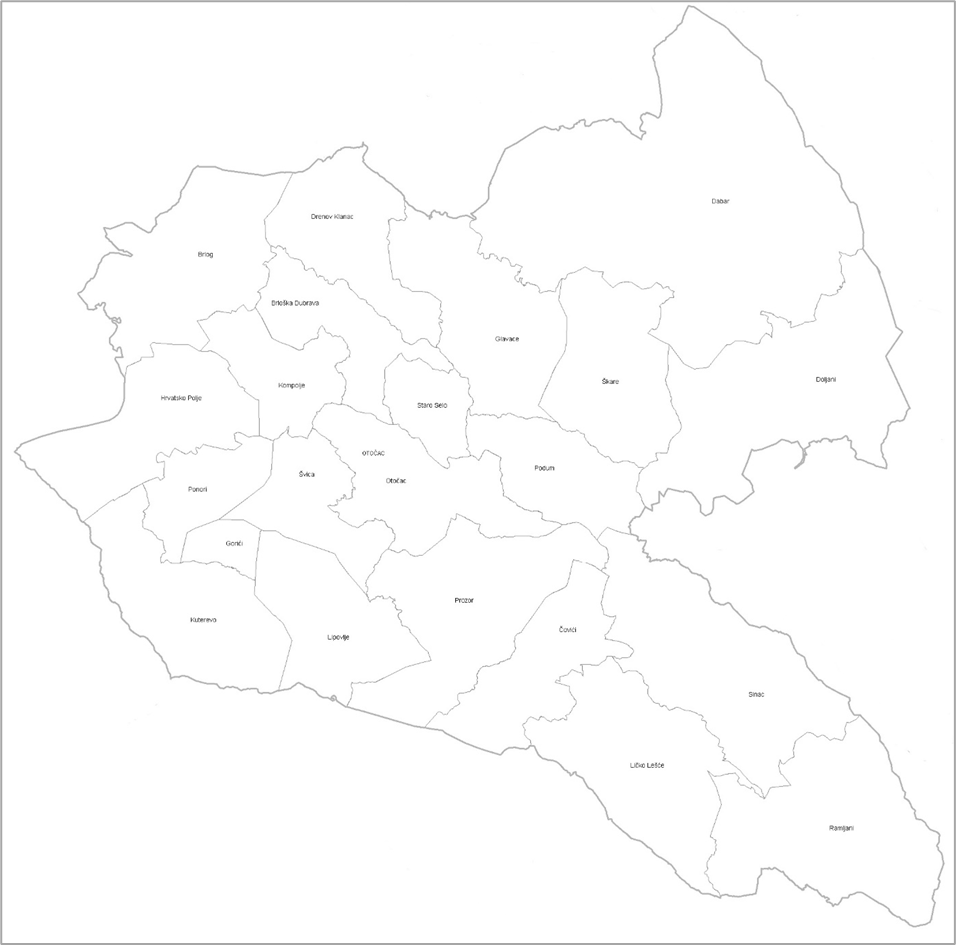 Dabar
Drenov Klanac
Brlog
Brloška Dubrava
Glavace
Doljani
Škare
Kompolje
Hrvatsko Polje
Staro Selo
OTOČAC
Podum
Švica
Otočac
Ponori
Gorići
Prozor
Kuterevo
Čovići
Lipovlje
Sinac
Ličko Lešće
Ramljani